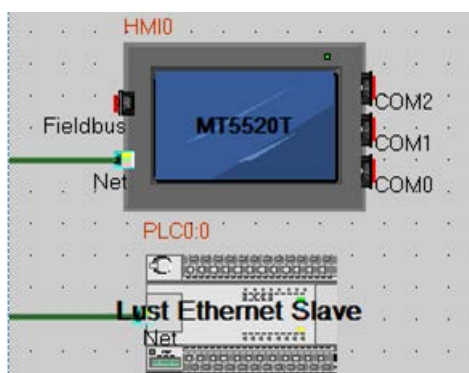 HMI0
COM2
Fieldbus
MT5520T
COM1
Net
COM0
PLC0:0
Lust Ethernet Slave
Net